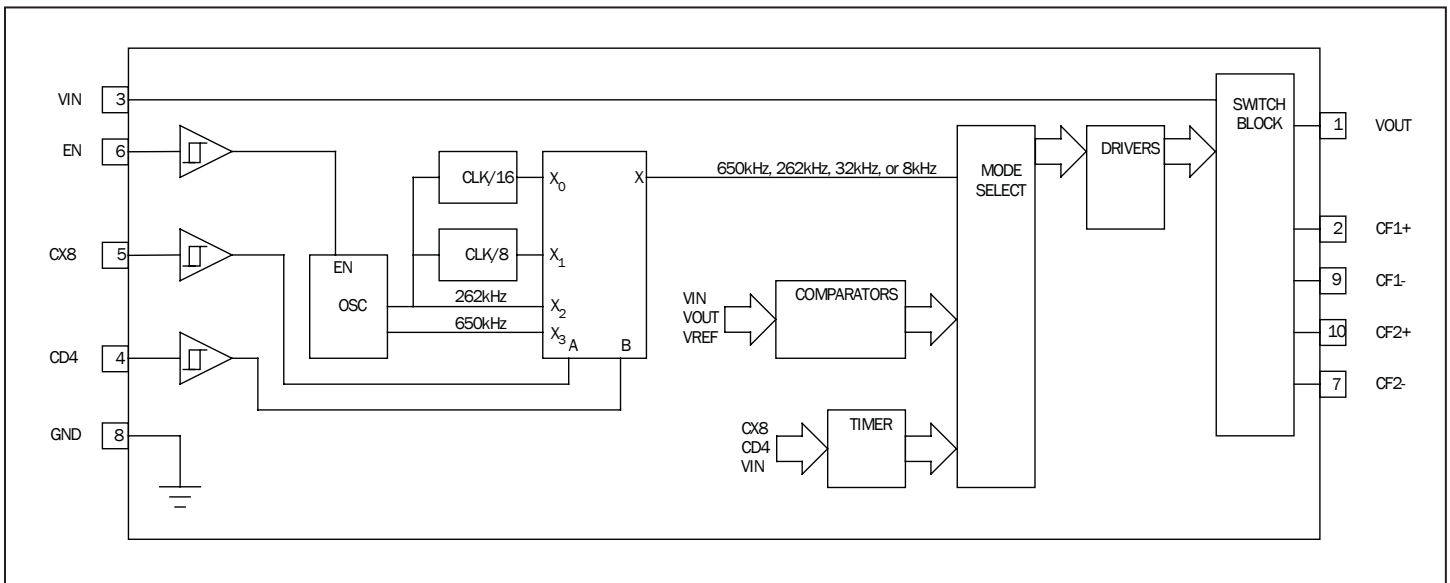 VIN 3
EN 6
CX8 5
CD4 4
GND 8
EN
OSC
CLK/16
CLK/8
262kHz
650kHz
X0
X1
X2
X3
A
B
X
650kHz, 262kHz, 32kHz, or 8kHz
VIN
VOUT
VREF
COMPARATORS
CX8
CD4
VIN
TIMER
MODE
SELECT
DRIVERS
SWITCH
BLOCK
1 VOUT
2 CF1+
9 CF1-
10 CF2+
7 CF2-